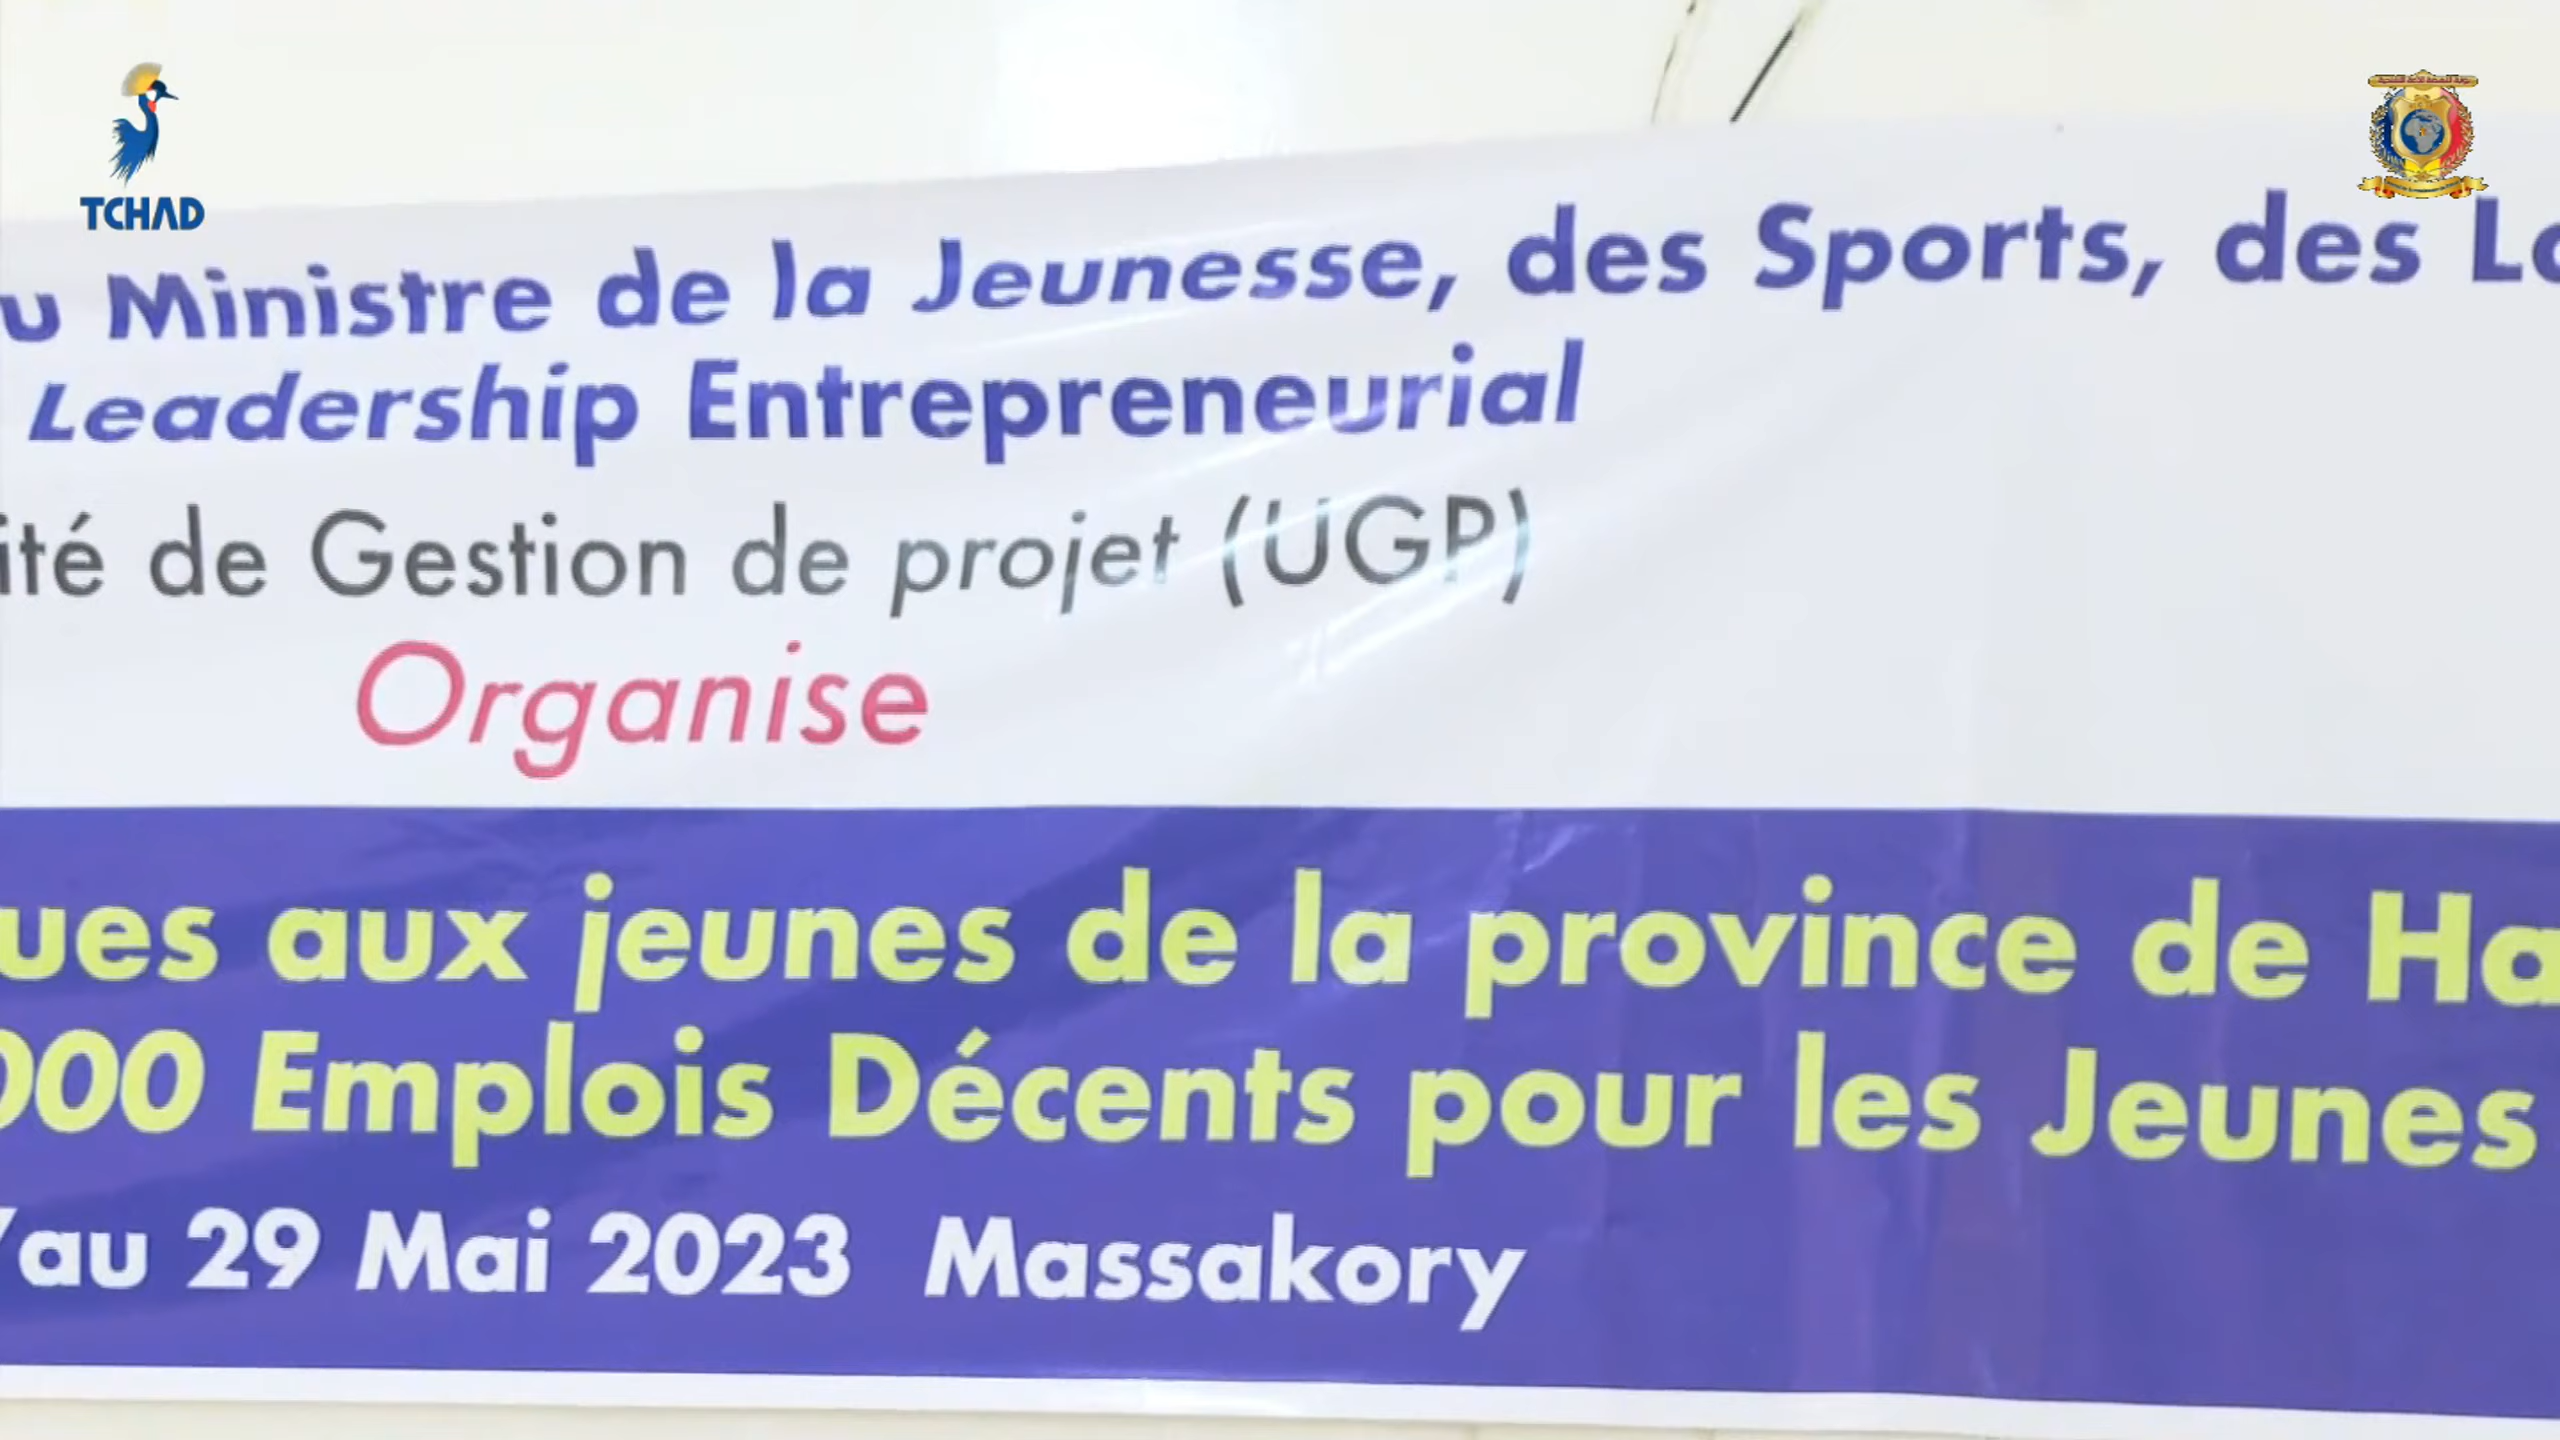 TCHAD
u Ministre de la Jeunesse, des Sports, des Lo
Leadership Entrepreneurial
ité de Gestion de projet (UGP)
Organise
ues aux jeunes de la province de Ha
000 Emplois Décents pour les Jeunes
/au 29 Mai 2023 Massakory